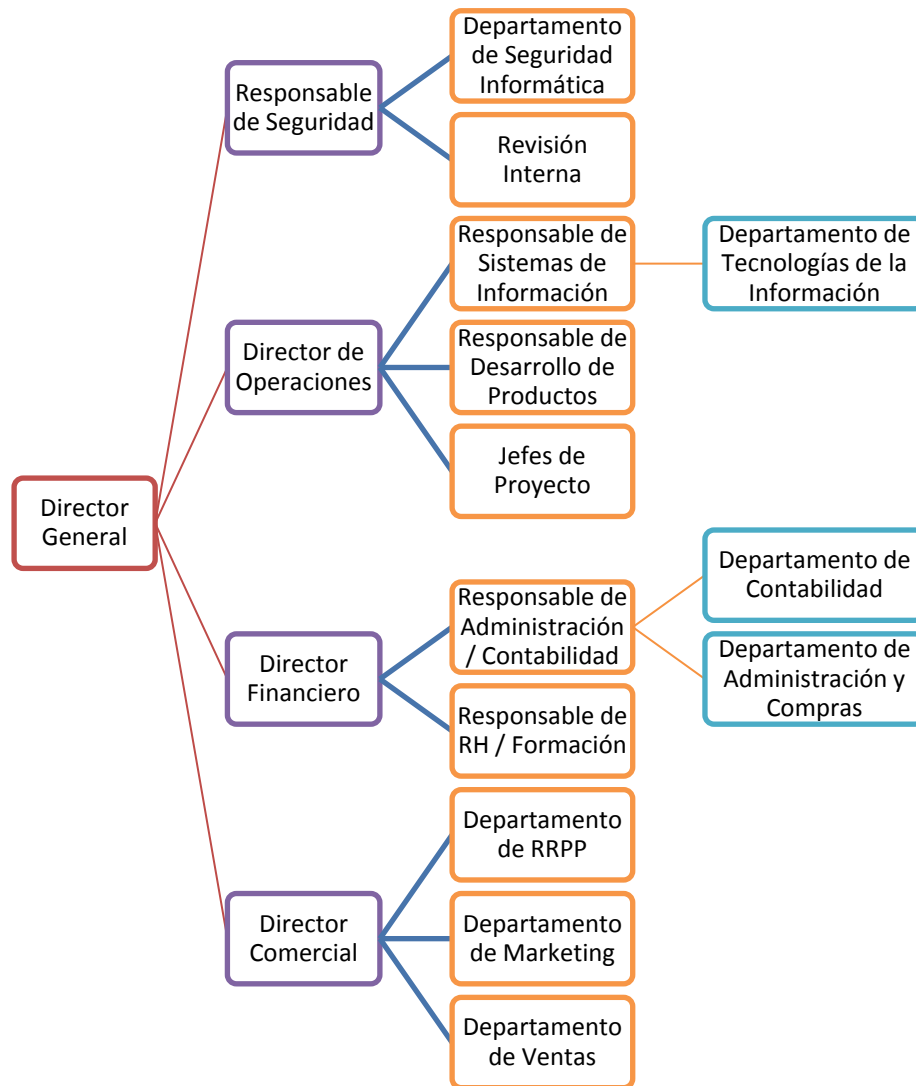 Director
General
Responsable
de Seguridad
Departamento
de Seguridad
Informática
Revisión
Interna
Director de
Operaciones
Responsable de
Sistemas de
Información
Departamento de
Tecnologías de la
Información
Responsable de
Desarrollo de
Productos
Jefes de
Proyecto
Director
Financiero
Responsable de
Administración
/ Contabilidad
Departamento de
Contabilidad
Departamento de
Administración y
Compras
Responsable de
RH / Formación
Director
Comercial
Departamento
de RRPP
Departamento
de Marketing
Departamento
de Ventas